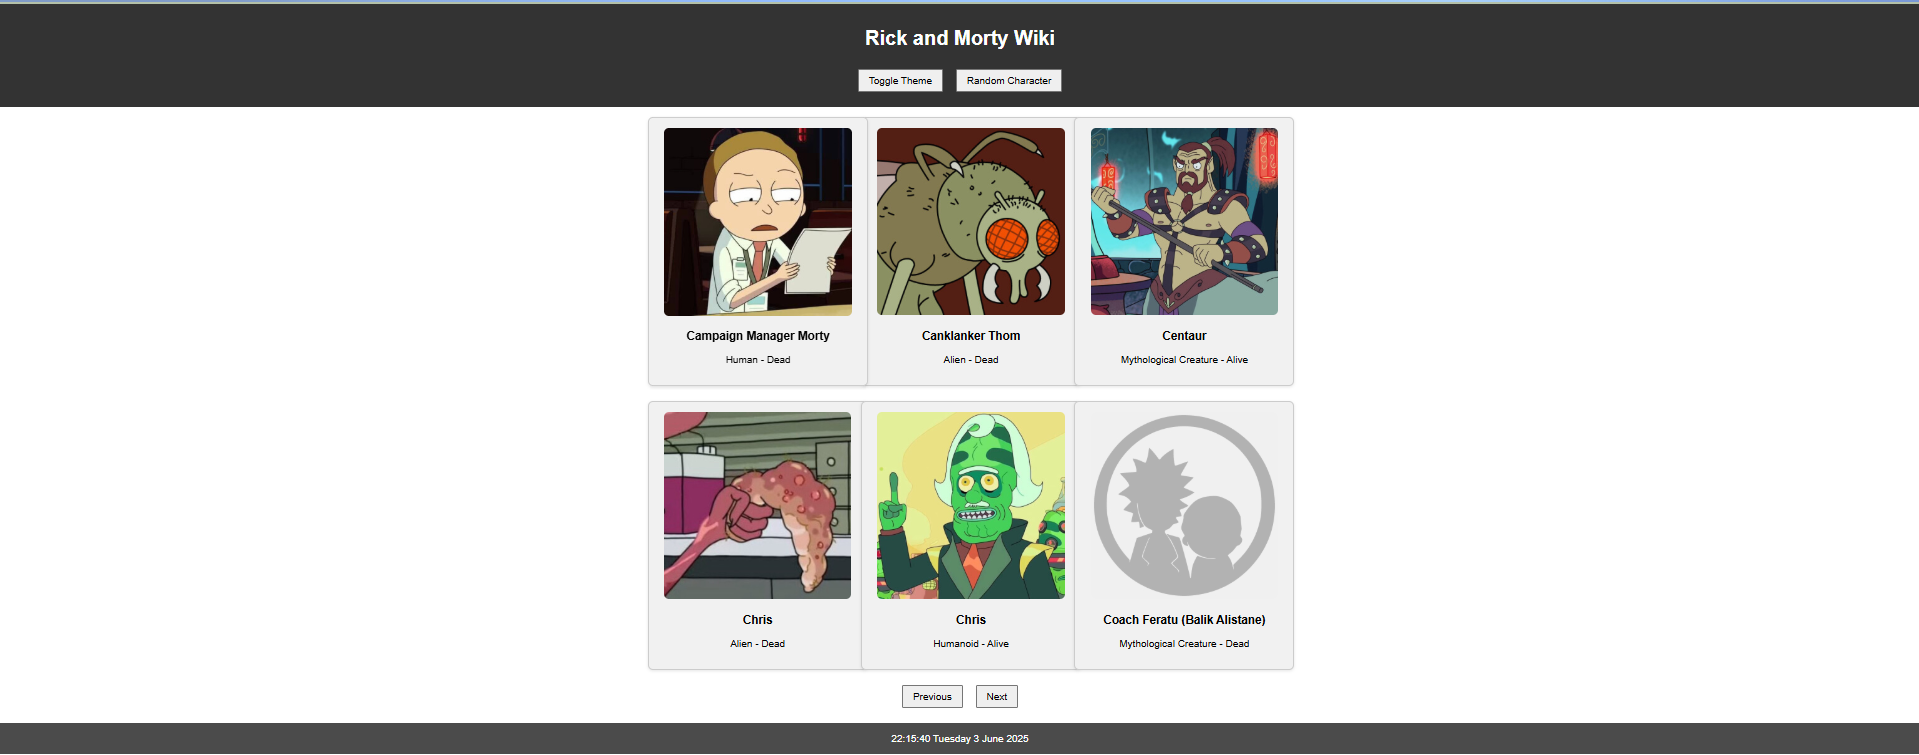 Rick and Morty Wiki
Toggle Theme Random Character
Campaign Manager Morty
Human - Dead
Canklanker Thom
Alien - Dead
Centaur
Mythological Creature - Alive
Chris
Alien - Dead
Chris
Humanoid - Alive
Coach Feratu (Balik Alistane)
Mythological Creature - Dead
Previous Next
22:15:40 Tuesday 3 June 2025